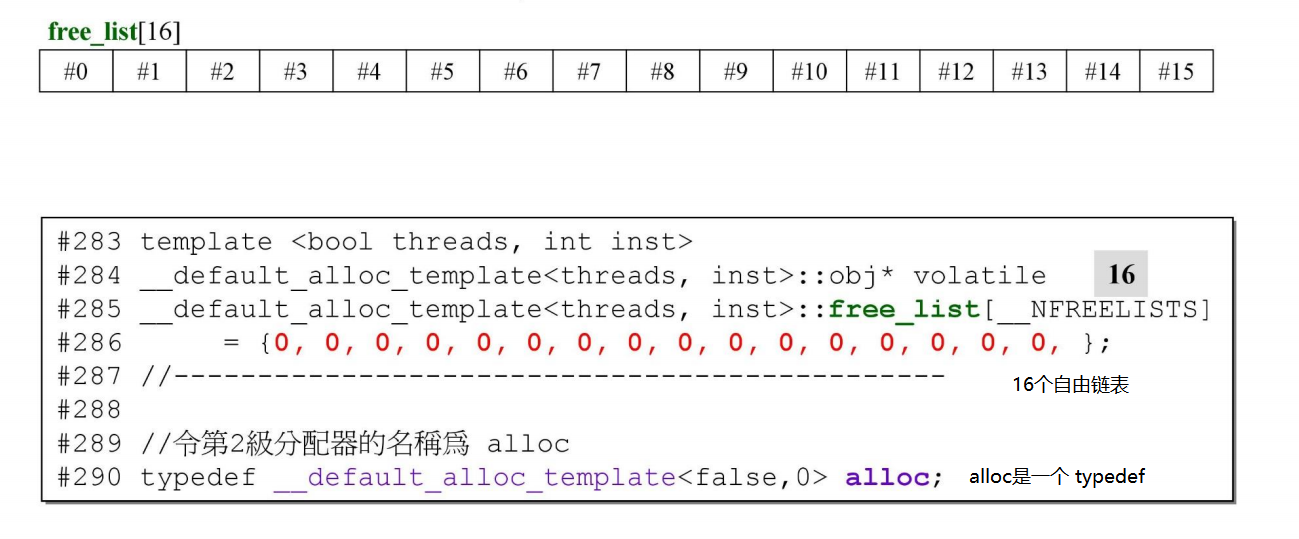 free_list[16]
#0 #1 #2 #3 #4 #5 #6 #7 #8 #9 #10 #11 #12 #13 #14 #15
#283 template <bool threads, int inst>
#284 __default_alloc_template<threads, inst>::obj* volatile 16
#285 __default_alloc_template<threads, inst>::free_list[__NFREELISTS]
#286 = {0, 0, 0, 0, 0, 0, 0, 0, 0, 0, 0, 0, 0, 0, 0, 0, };
#287 //----------------------------------------------
16个自由链表
#288
#289 //令第2級分配器的名稱爲 alloc
#290 typedef __default_alloc_template<false,0> alloc; alloc是一个 typedef